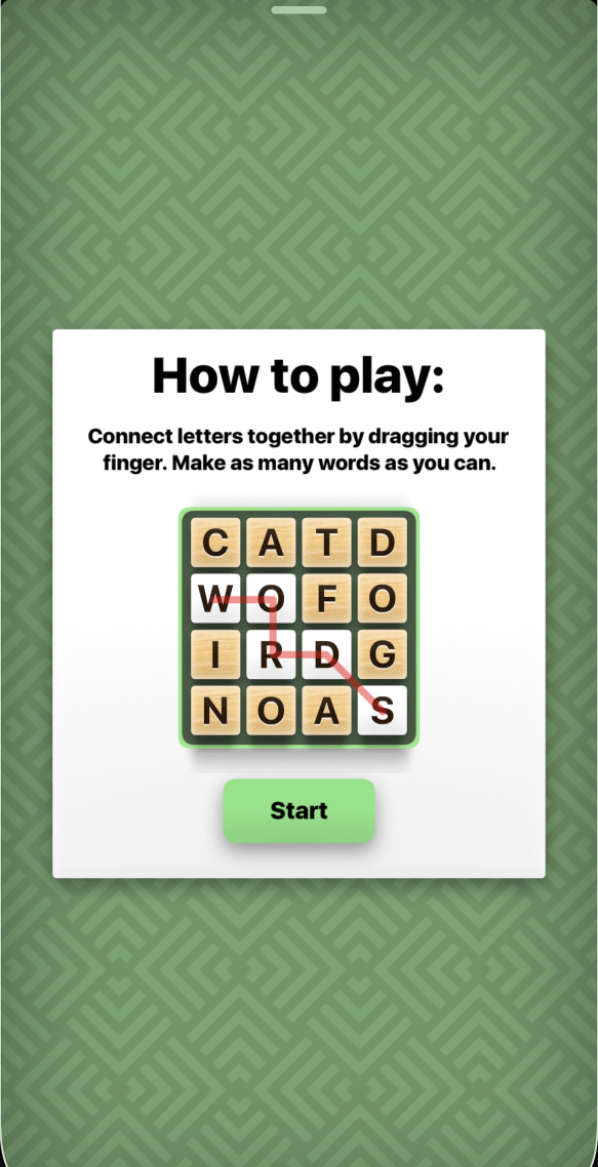 How to play:
Connect letters together by dragging your
finger. Make as many words as you can.
C A T D
W O F O
I R D G
N O A S
Start